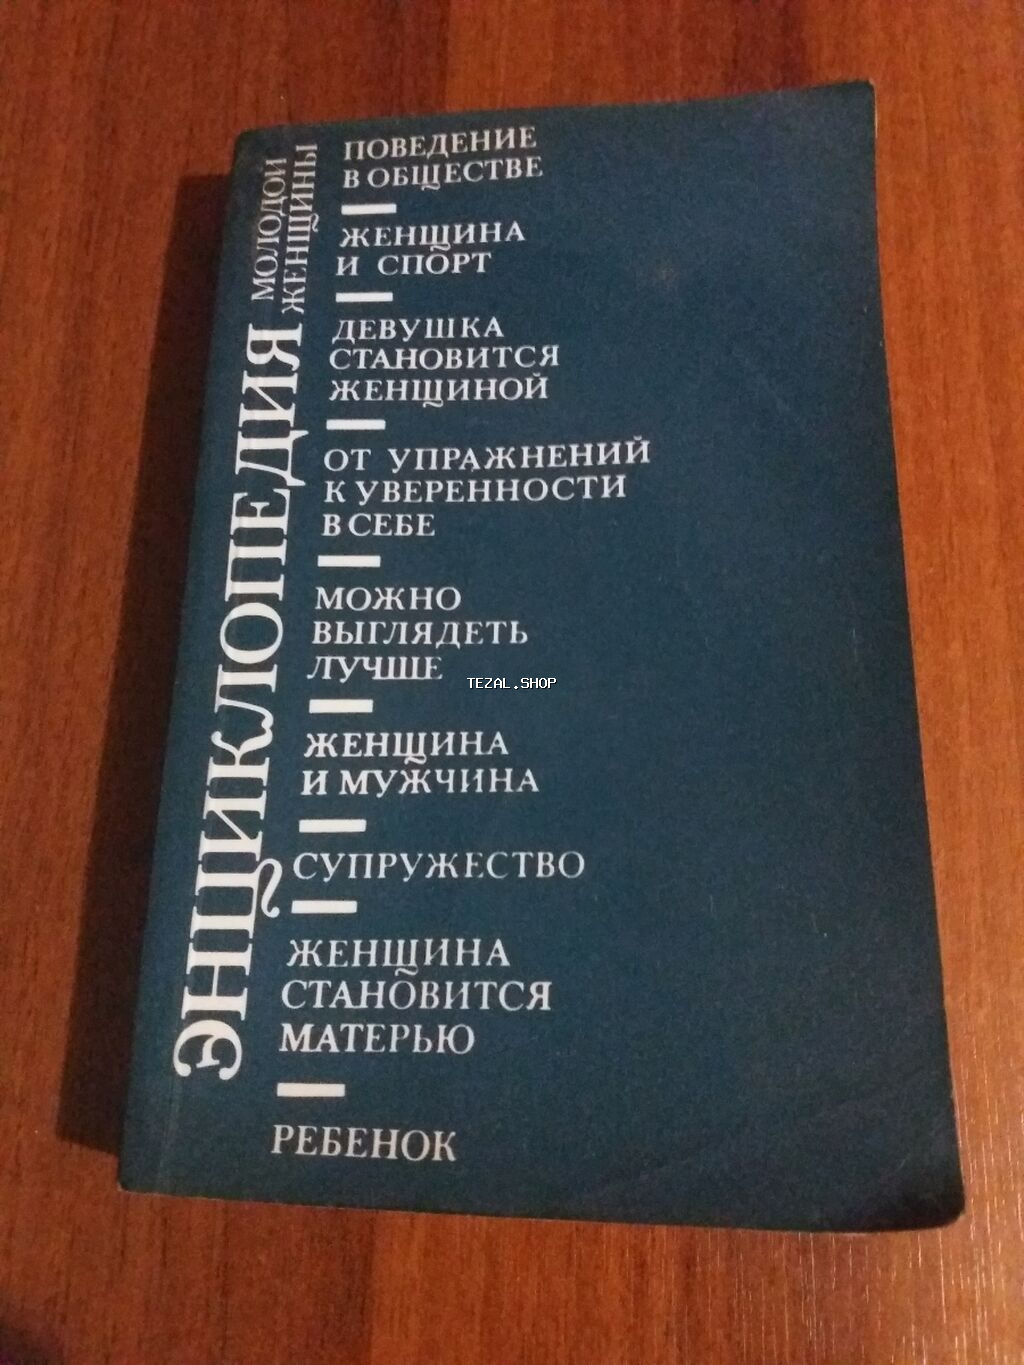 ЭНЦИКЛОПЕДИЯ
МОЛОДОЙ
ЖЕНЩИНЫ
ПОВЕДЕНИЕ
В ОБЩЕСТВЕ
ЖЕНЩИНА
И СПОРТ
ДЕВУШКА
СТАНОВИТСЯ
ЖЕНЩИНОЙ
ОТ УПРАЖНЕНИЙ
К УВЕРЕННОСТИ
В СЕБЕ
МОЖНО
ВЫГЛЯДЕТЬ
ЛУЧШЕ
TEZAL.SHOP
ЖЕНЩИНА
И МУЖЧИНА
СУПРУЖЕСТВО
ЖЕНЩИНА
СТАНОВИТСЯ
МАТЕРЬЮ
РЕБЕНОК